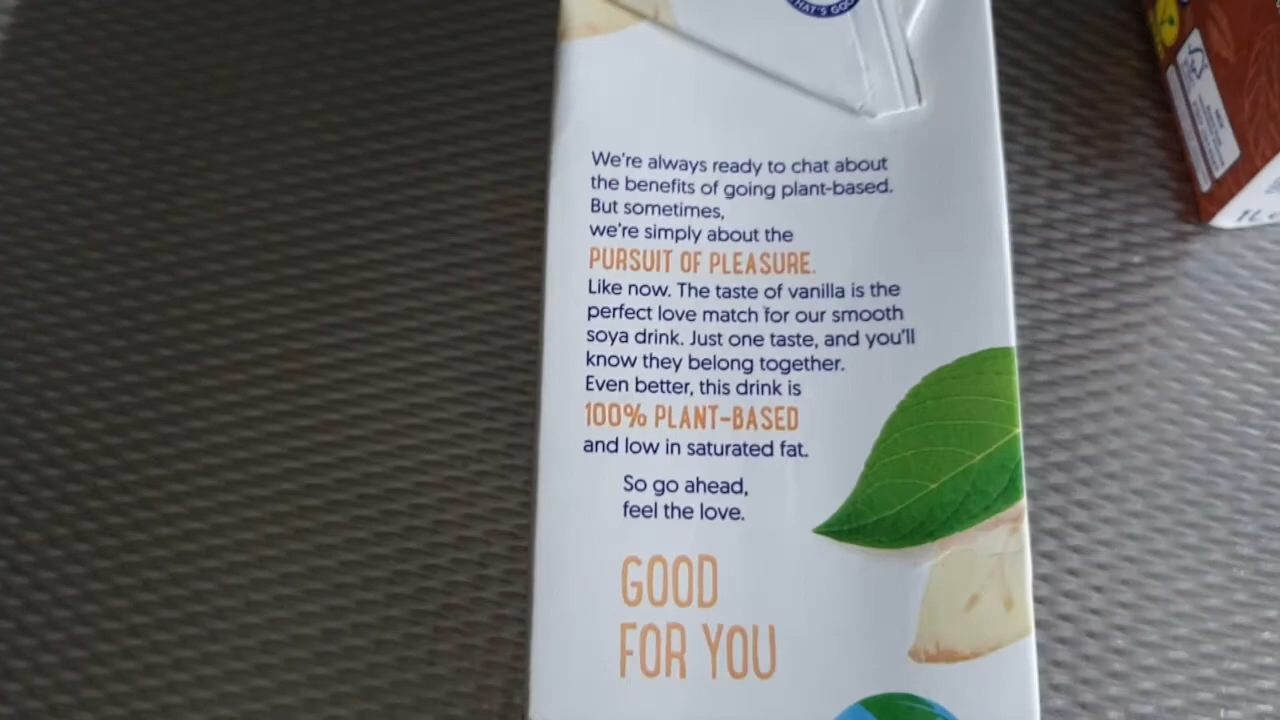 THAT'S GOO
We're always ready to chat about
the benefits of going plant-based.
But sometimes,
we're simply about the
PURSUIT OF PLEASURE.
Like now. The taste of vanilla is the
perfect love match for our smooth
soya drink. Just one taste, and you'll
know they belong together.
Even better, this drink is
100% PLANT-BASED
and low in saturated fat.
So go ahead,
feel the love.
GOOD
FOR YOU
1L